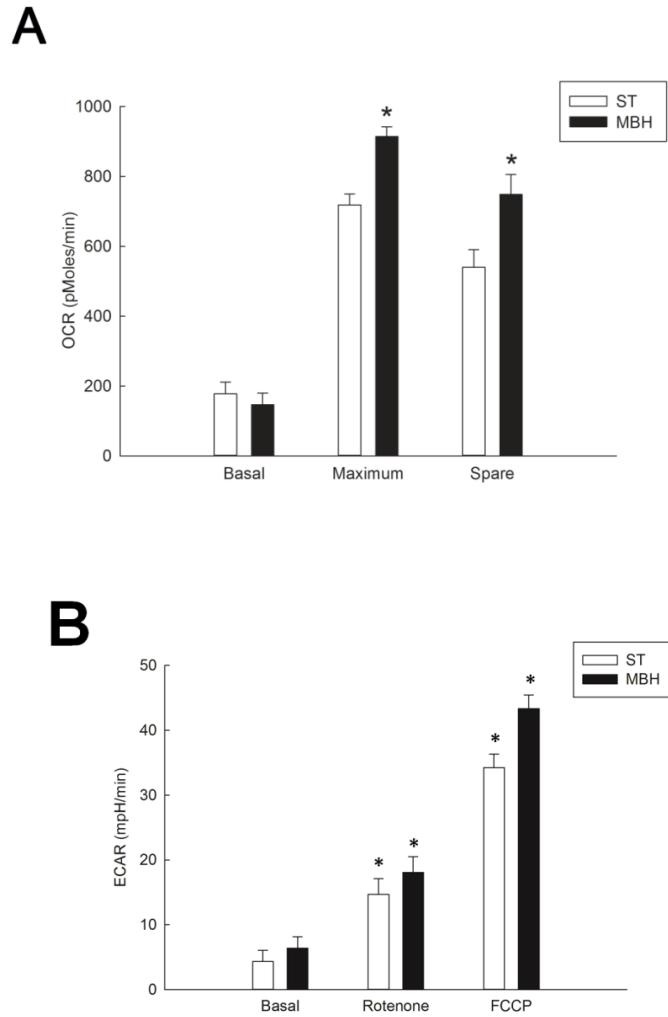 A
ST
MBH
OCR (pMoles/min)
1000
800
600
400
200
0
*
*
Basal Maximum Spare
B
ST
MBH
ECAR (mpH/min)
50
40
30
20
10
0
*
*
*
*
Basal Rotenone FCCP